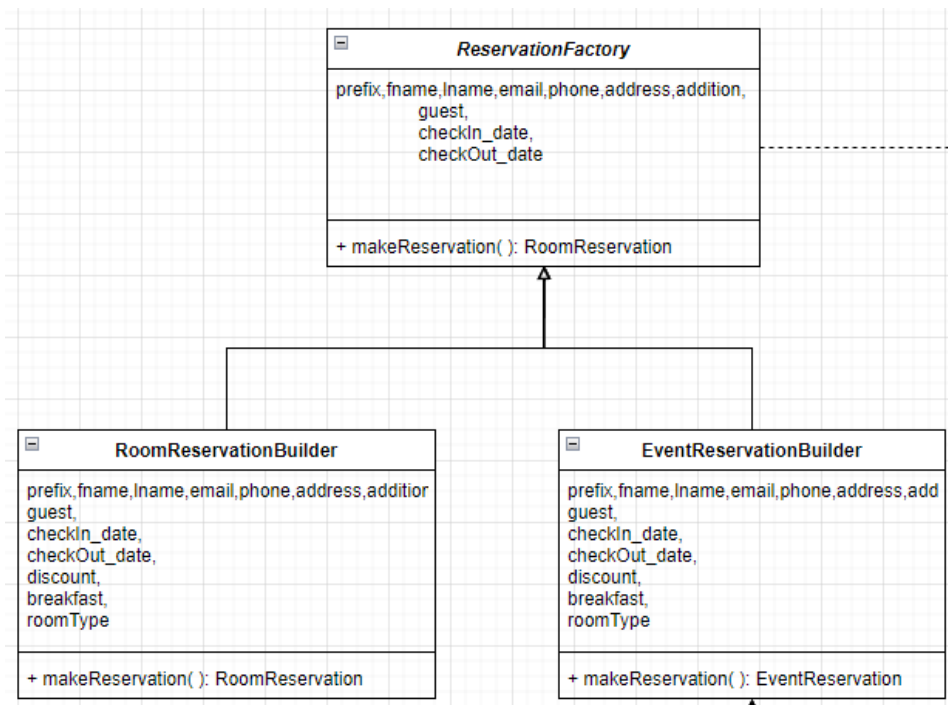 ReservationFactory
prefix,fname,lname,email,phone,address,addition,
guest,
checkIn_date,
checkOut_date
+ makeReservation( ): RoomReservation
RoomReservationBuilder
prefix,fname,lname,email,phone,address,addition
guest,
checkIn_date,
checkOut_date,
discount,
breakfast,
roomType
+ makeReservation( ): RoomReservation
EventReservationBuilder
prefix,fname,lname,email,phone,address,add
guest,
checkIn_date,
checkOut_date,
discount,
breakfast,
roomType
+ makeReservation( ): EventReservation